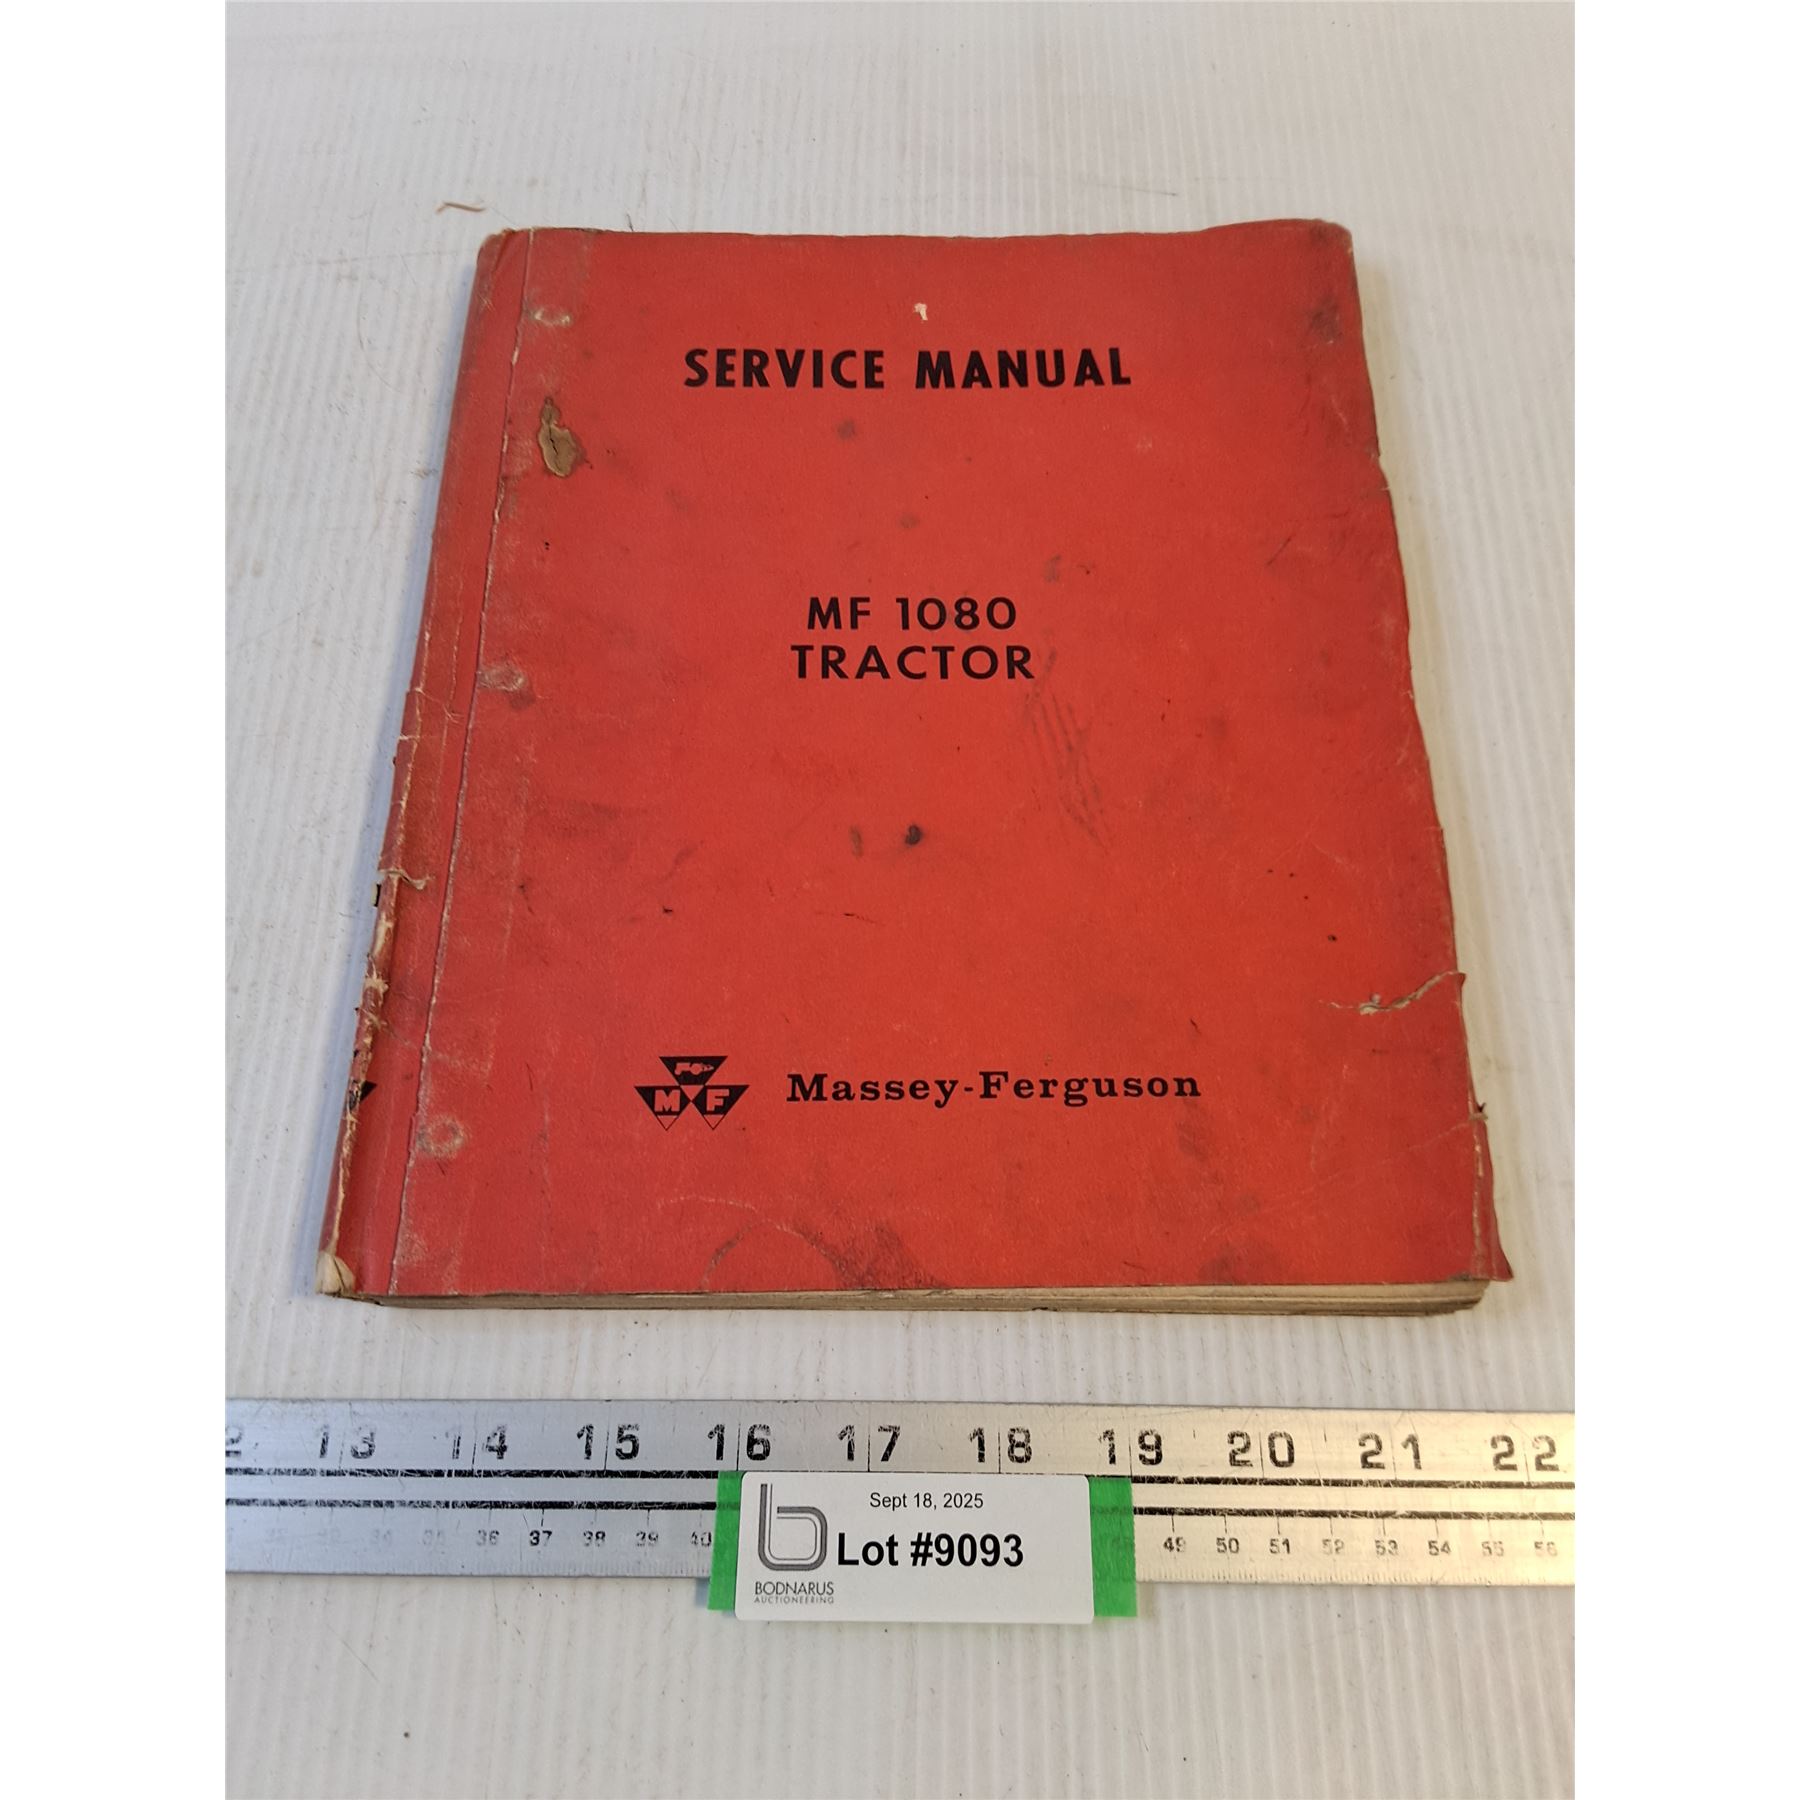 SERVICE MANUAL
MF 1080
TRACTOR
MF Massey-Ferguson
13 14 15 16 17 18 19 20 21 22
36 37 38 39 40 49 50 51 52 53 54 55 56
Sept 18, 2025
Lot #9093
BODNARUS
AUCTIONEERING